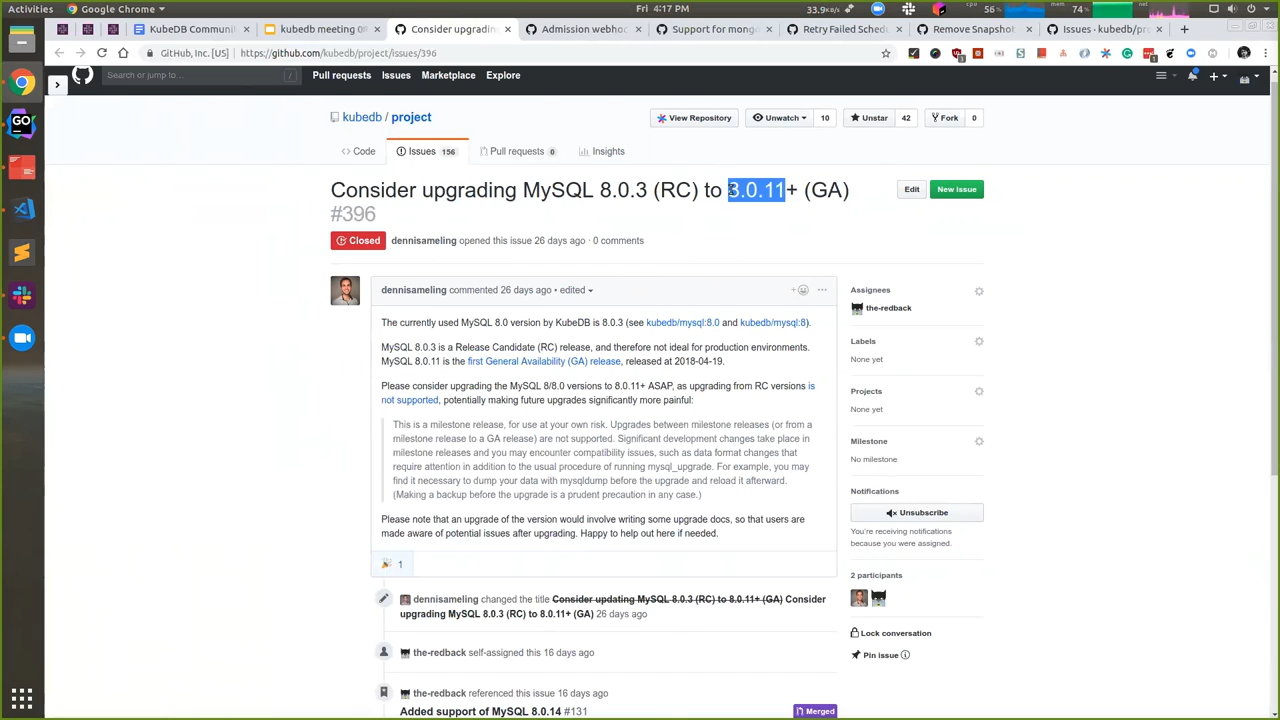 Activities
Google Chrome
Fri 4:17 PM
33.9kB/s
cpu
56 %
mem
74 %
KubeDB Communi
kubedb meeting 0
Consider upgradin
Admission webhoc
Support for mong
Retry Failed Sched
Remove Snapshot
Issues · kubedb/pr
GitHub, Inc. [US]
https://github.com/kubedb/project/issues/396
Search or jump to...
/
Pull requests
Issues
Marketplace
Explore
kubedb / project
View Repository
Unwatch
10
Unstar
42
Fork
0
Code
Issues 156
Pull requests 0
Insights
Consider upgrading MySQL 8.0.3 (RC) to 8.0.11+ (GA)
#396
Edit
New issue
Closed
dennisameling opened this issue 26 days ago · 0 comments
dennisameling commented 26 days ago • edited
The currently used MySQL 8.0 version by KubeDB is 8.0.3 (see kubedb/mysql:8.0 and kubedb/mysql:8).
MySQL 8.0.3 is a Release Candidate (RC) release, and therefore not ideal for production environments.
MySQL 8.0.11 is the first General Availability (GA) release, released at 2018-04-19.
Please consider upgrading the MySQL 8/8.0 versions to 8.0.11+ ASAP, as upgrading from RC versions is
not supported, potentially making future upgrades significantly more painful:
This is a milestone release, for use at your own risk. Upgrades between milestone releases (or from a
milestone release to a GA release) are not supported. Significant development changes take place in
milestone releases and you may encounter compatibility issues, such as data format changes that
require attention in addition to the usual procedure of running mysql_upgrade. For example, you may
find it necessary to dump your data with mysqldump before the upgrade and reload it afterward.
(Making a backup before the upgrade is a prudent precaution in any case.)
Please note that an upgrade of the version would involve writing some upgrade docs, so that users are
made aware of potential issues after upgrading. Happy to help out here if needed.
1
dennisameling changed the title Consider updating MySQL 8.0.3 (RC) to 8.0.11+ (GA) Consider
upgrading MySQL 8.0.3 (RC) to 8.0.11+ (GA) 26 days ago
the-redback self-assigned this 16 days ago
the-redback referenced this issue 16 days ago
Added support of MySQL 8.0.14 #131
Merged
Assignees
the-redback
Labels
None yet
Projects
None yet
Milestone
No milestone
Notifications
Unsubscribe
You're receiving notifications
because you were assigned.
2 participants
Lock conversation
Pin issue